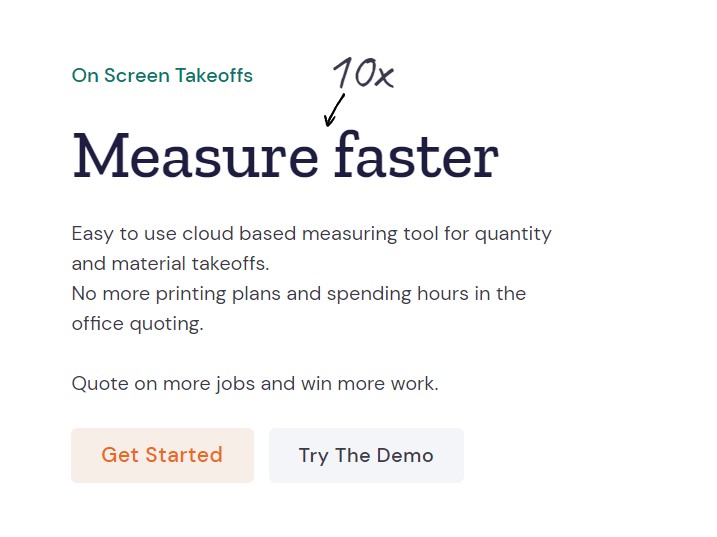 On Screen Takeoffs
10x
Measure faster
Easy to use cloud based measuring tool for quantity
and material takeoffs.
No more printing plans and spending hours in the
office quoting.
Quote on more jobs and win more work.
Get Started
Try The Demo